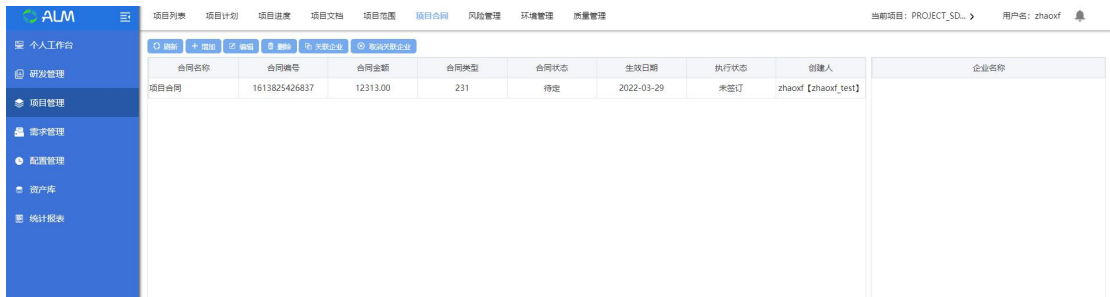 ALM
项目列表 项目计划 项目进度 项目文档 项目范围 项目合同 风险管理 环境管理 质量管理 当前项目: PROJECT_SD... 用户名: zhaoxf
个人工作台
研发管理
项目管理
需求管理
配置管理
资产库
统计报表
刷新 增加 编辑 删除 关联企业 取消关联企业
合同名称 合同编号 合同金额 合同类型 合同状态 生效日期 执行状态 创建人 企业名称
项目合同 1613825426837 12313.00 231 待定 2022-03-29 未签订 zhaoxf【zhaoxf_test】